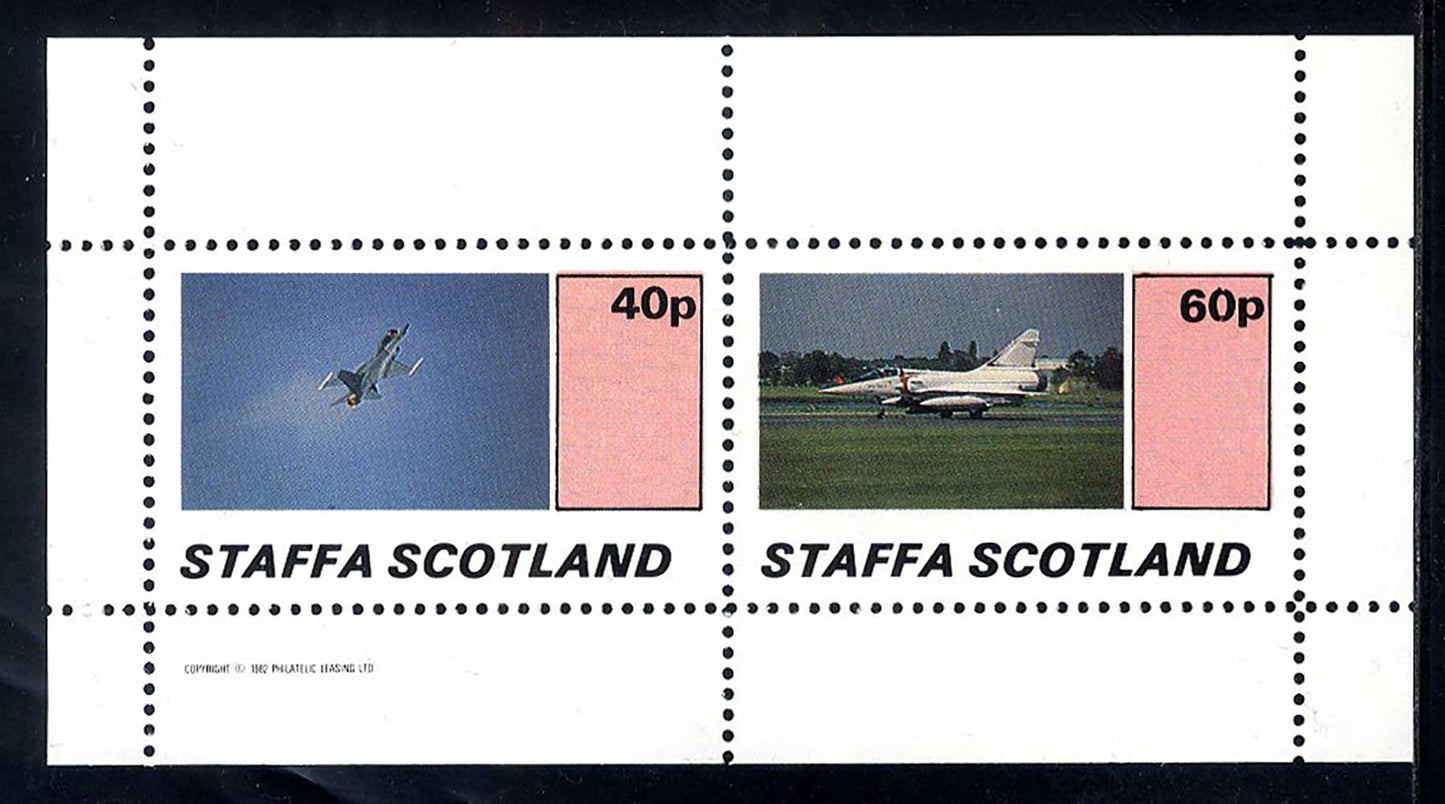 40p
STAFFA SCOTLAND
60p
STAFFA SCOTLAND
COPYRIGHT © 1982 PHILATELIC LEASING LTD